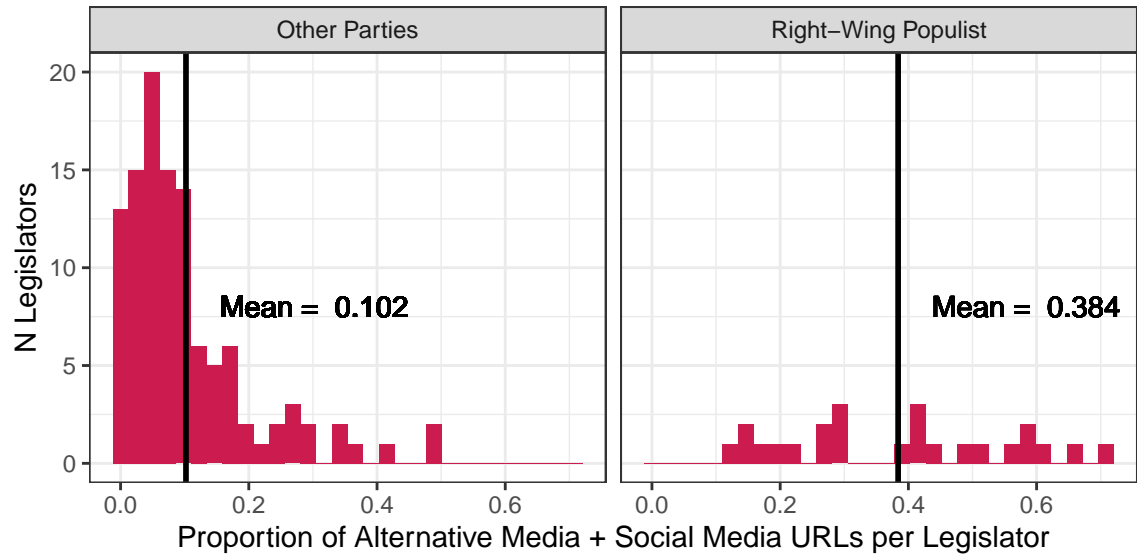 Other Parties
Right−Wing Populist
N Legislators
20
15
10
5
0
Mean = 0.102
Mean = 0.384
0.0
0.2
0.4
0.6
0.0
0.2
0.4
0.6
Proportion of Alternative Media + Social Media URLs per Legislator